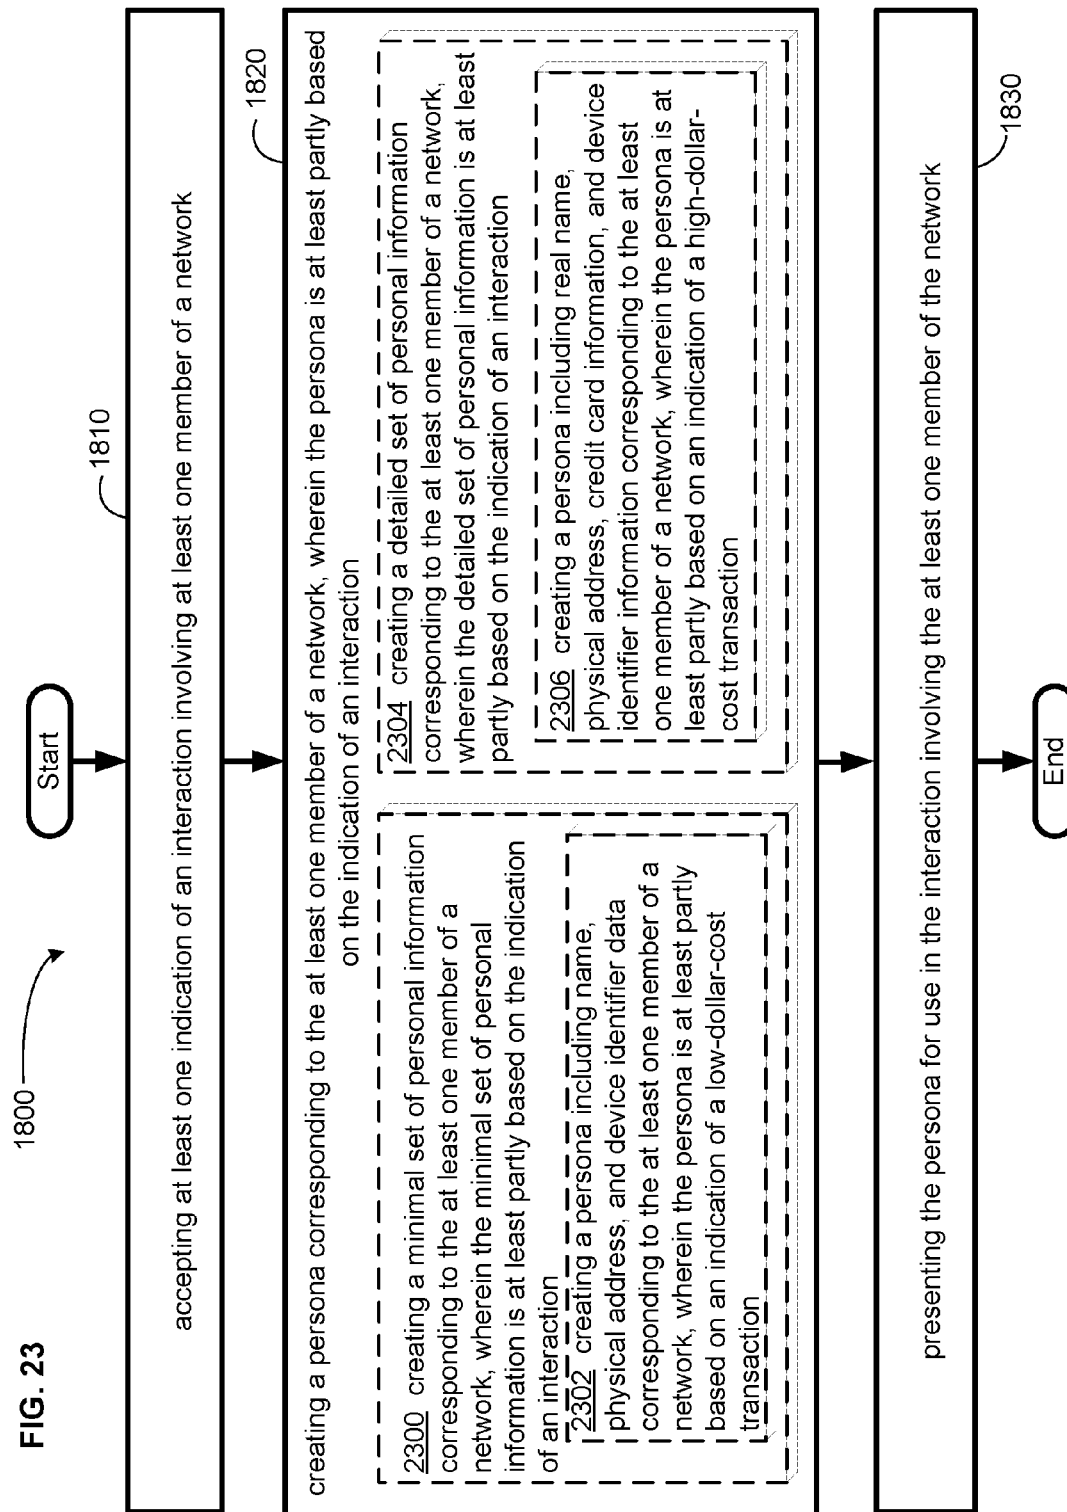 FIG. 23
1800
Start
1810
accepting at least one indication of an interaction involving at least one member of a network
1820
creating a persona corresponding to the at least one member of a network, wherein the persona is at least partly based
on the indication of an interaction
2300 creating a minimal set of personal information
corresponding to the at least one member of a
network, wherein the minimal set of personal
information is at least partly based on the indication
of an interaction
2302 creating a persona including name,
physical address, and device identifier data
corresponding to the at least one member of a
network, wherein the persona is at least partly
based on an indication of a low-dollar-cost
transaction
2304 creating a detailed set of personal information
corresponding to the at least one member of a network,
wherein the detailed set of personal information is at least
partly based on the indication of an interaction
2306 creating a persona including real name,
physical address, credit card information, and device
identifier information corresponding to the at least
one member of a network, wherein the persona is at
least partly based on an indication of a high-dollar-
cost transaction
1830
presenting the persona for use in the interaction involving the at least one member of the network
End